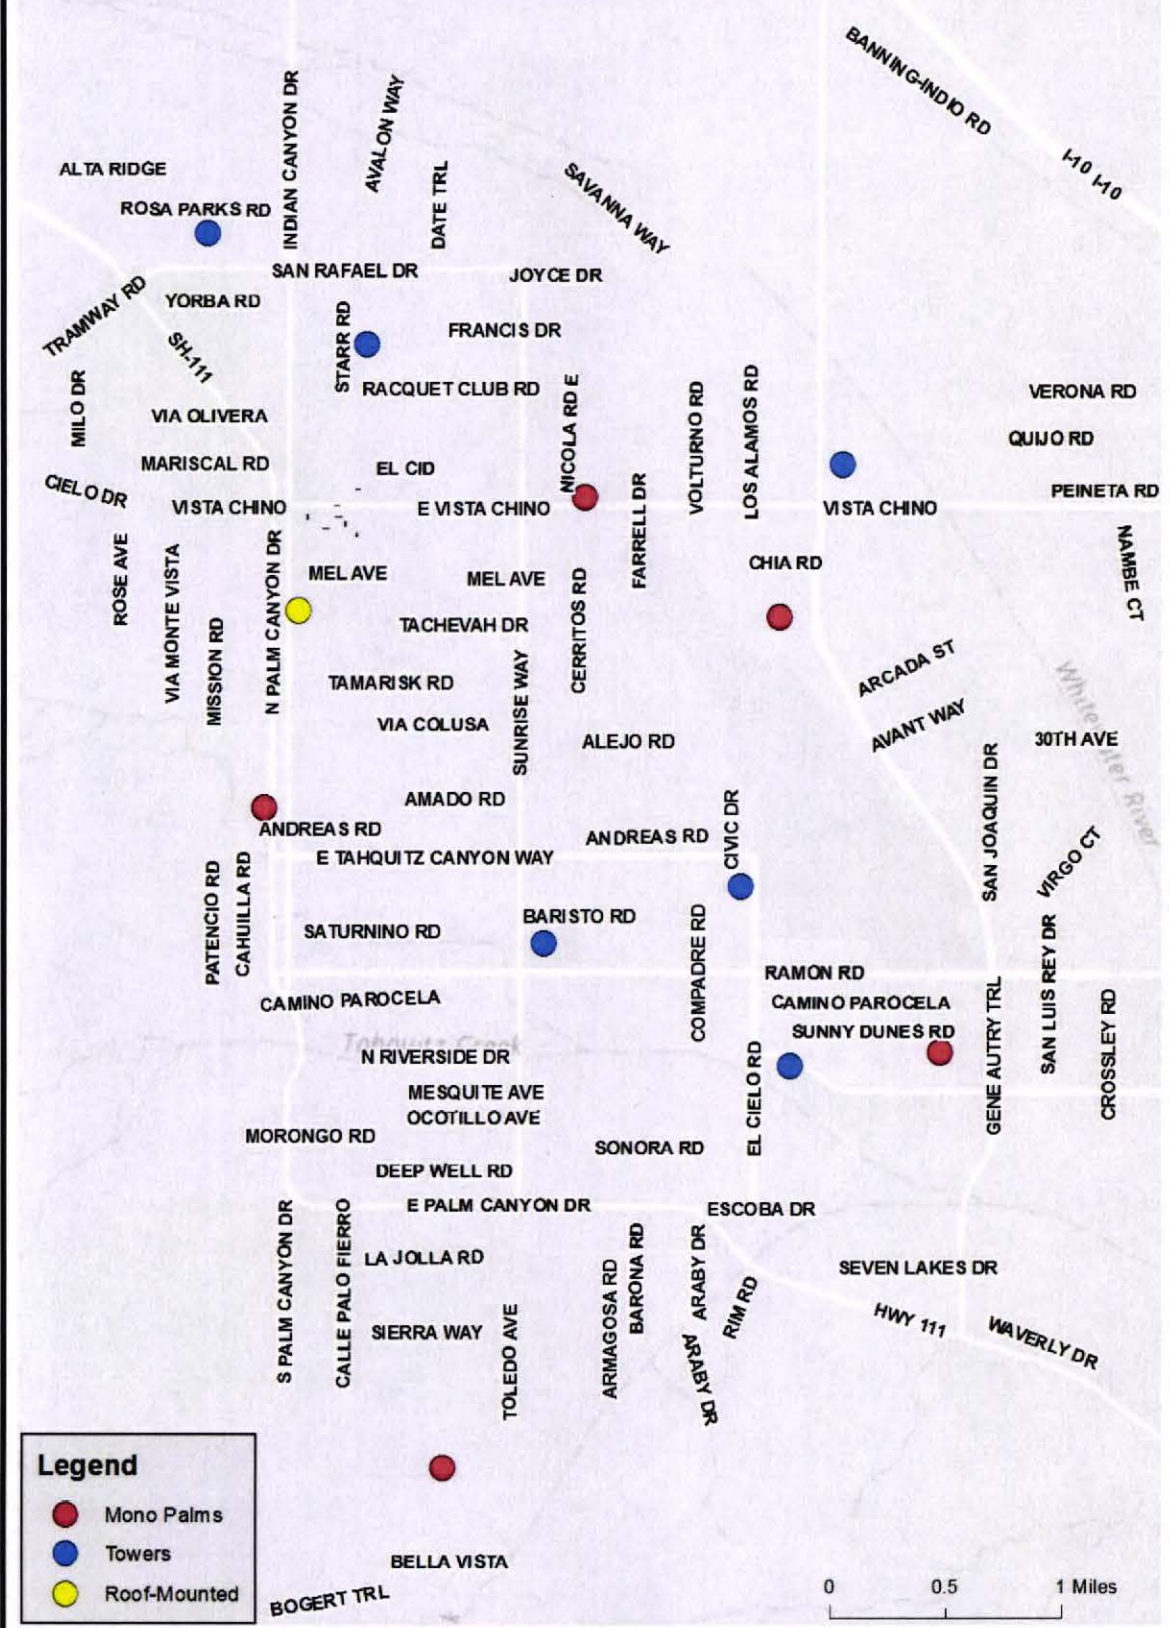 BANNING-INDIO RD
I-10 I-10
INDIAN CANYON DR
AVALON WAY
DATE TRL
SAVANNA WAY
ALTA RIDGE
ROSA PARKS RD
SAN RAFAEL DR
JOYCE DR
TRAMWAY RD
YORBA RD
SH-111
STARR RD
FRANCIS DR
RACQUET CLUB RD
MILO DR
VIA OLIVERA
NICOLA RD E
VOLTURNO RD
LOS ALAMOS RD
VERONA RD
QUIJO RD
MARISCAL RD
EL CID
CIELO DR
VISTA CHINO
E VISTA CHINO
FARRELL DR
VISTA CHINO
PEINETA RD
ROSE AVE
VIA MONTE VISTA
MISSION RD
N PALM CANYON DR
MEL AVE
MEL AVE
CERRITOS RD
CHIA RD
NAMBE CT
TACHEVAH DR
TAMARISK RD
SUNRISE WAY
VIA COLUSA
ALEJO RD
ARCADA ST
AVANT WAY
Whitewater River
30TH AVE
SAN JOAQUIN DR
AMADO RD
ANDREAS RD
ANDREAS RD
CIVIC DR
E TAHQUITZ CANYON WAY
VIRGO CT
PATENCIO RD
CAHUILLA RD
SATURNINO RD
BARISTO RD
COMPADRE RD
RAMON RD
CAMINO PAROCELA
CAMINO PAROCELA
SUNNY DUNES RD
GENE AUTRY TRL
SAN LUIS REY DR
CROSSLEY RD
N RIVERSIDE DR
MESQUITE AVE
OCOTILLO AVE
EL CIELO RD
MORONGO RD
SONORA RD
DEEP WELL RD
E PALM CANYON DR
ESCOBA DR
S PALM CANYON DR
CALLE PALO FIERRO
LA JOLLA RD
ARMAGOSA RD
BARONA RD
ARABY DR
RIM RD
SEVEN LAKES DR
HWY 111
WAVERLY DR
SIERRA WAY
TOLEDO AVE
ARABY DR
Legend
Mono Palms
Towers
Roof-Mounted
BELLA VISTA
BOGERT TRL
0 0.5 1 Miles